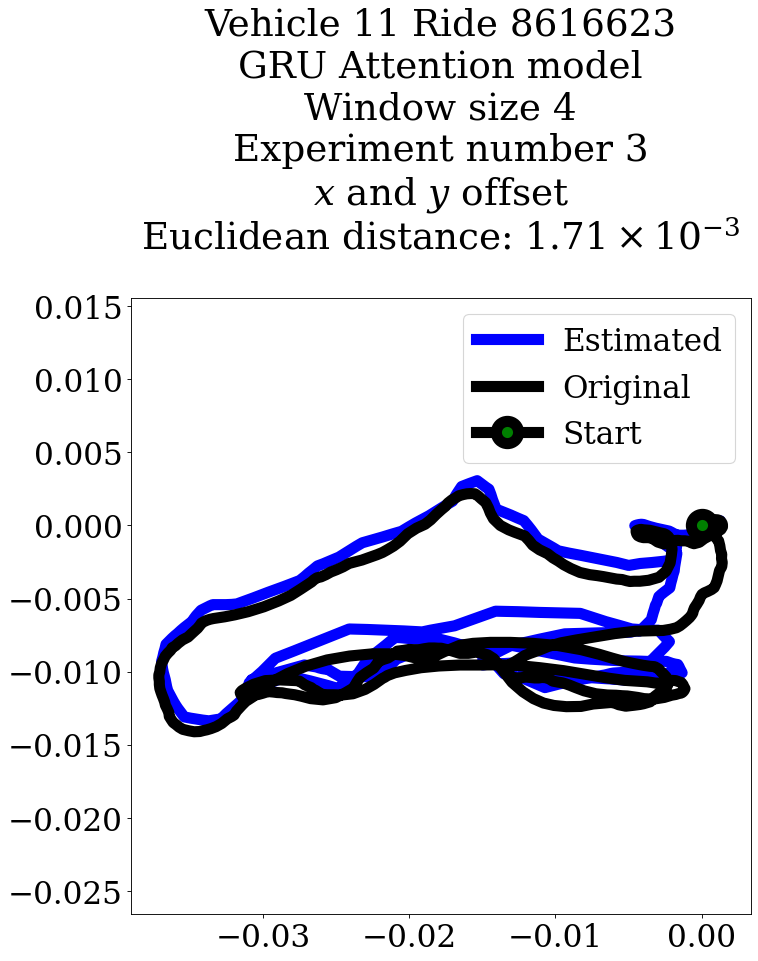 Vehicle 11 Ride 8616623
GRU Attention model
Window size 4
Experiment number 3
x and y offset
Euclidean distance: 1.71 × 10⁻³
Estimated
Original
Start
0.015
0.010
0.005
0.000
−0.005
−0.010
−0.015
−0.020
−0.025
−0.03 −0.02 −0.01 0.00